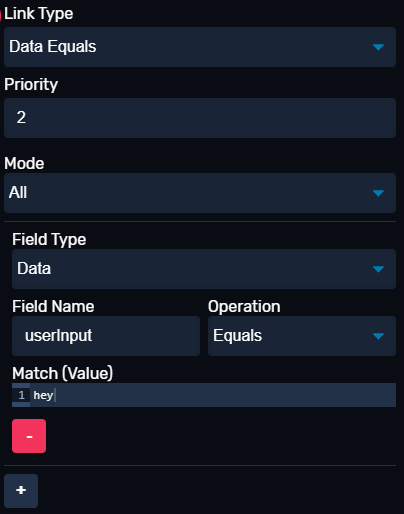 Link Type
Data Equals
Priority
2
Mode
All
Field Type
Data
Field Name Operation
userInput Equals
Match (Value)
1 hey
-
+